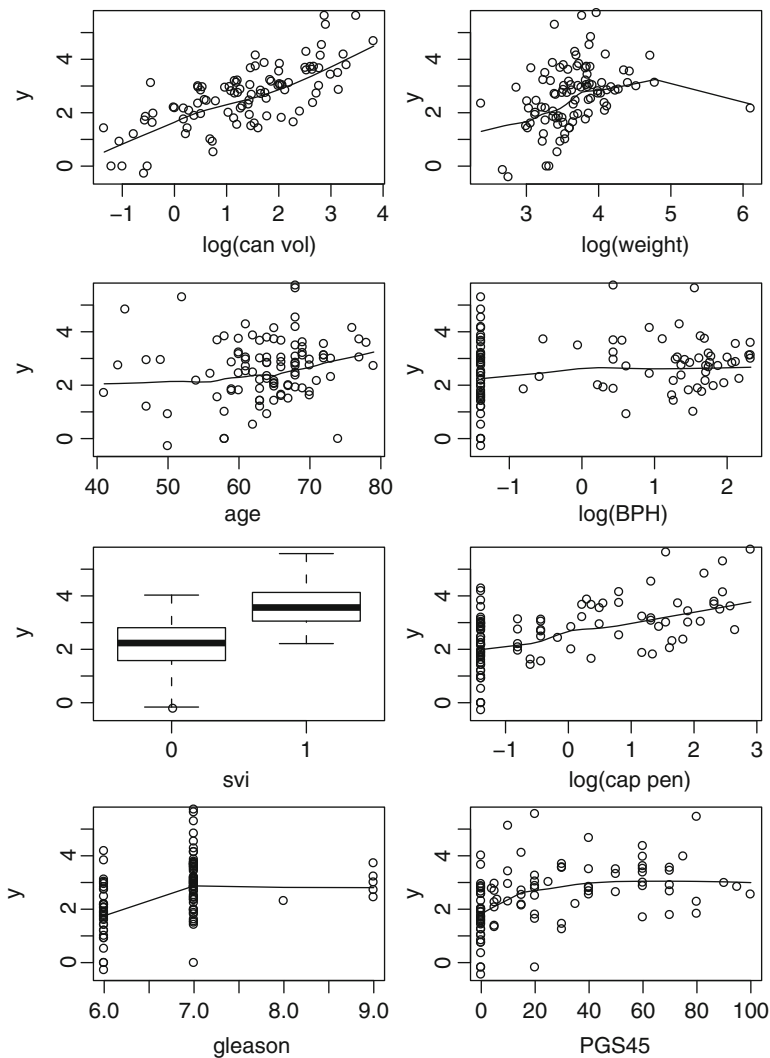 y
0 2 4
−1 0 1 2 3 4
log(can vol)
y
0 2 4
3 4 5 6
log(weight)
y
0 2 4
40 50 60 70 80
age
y
0 2 4
−1 0 1 2
log(BPH)
y
0 2 4
0 1
svi
y
0 2 4
−1 0 1 2 3
log(cap pen)
y
0 2 4
6.0 7.0 8.0 9.0
gleason
y
0 2 4
0 20 40 60 80 100
PGS45